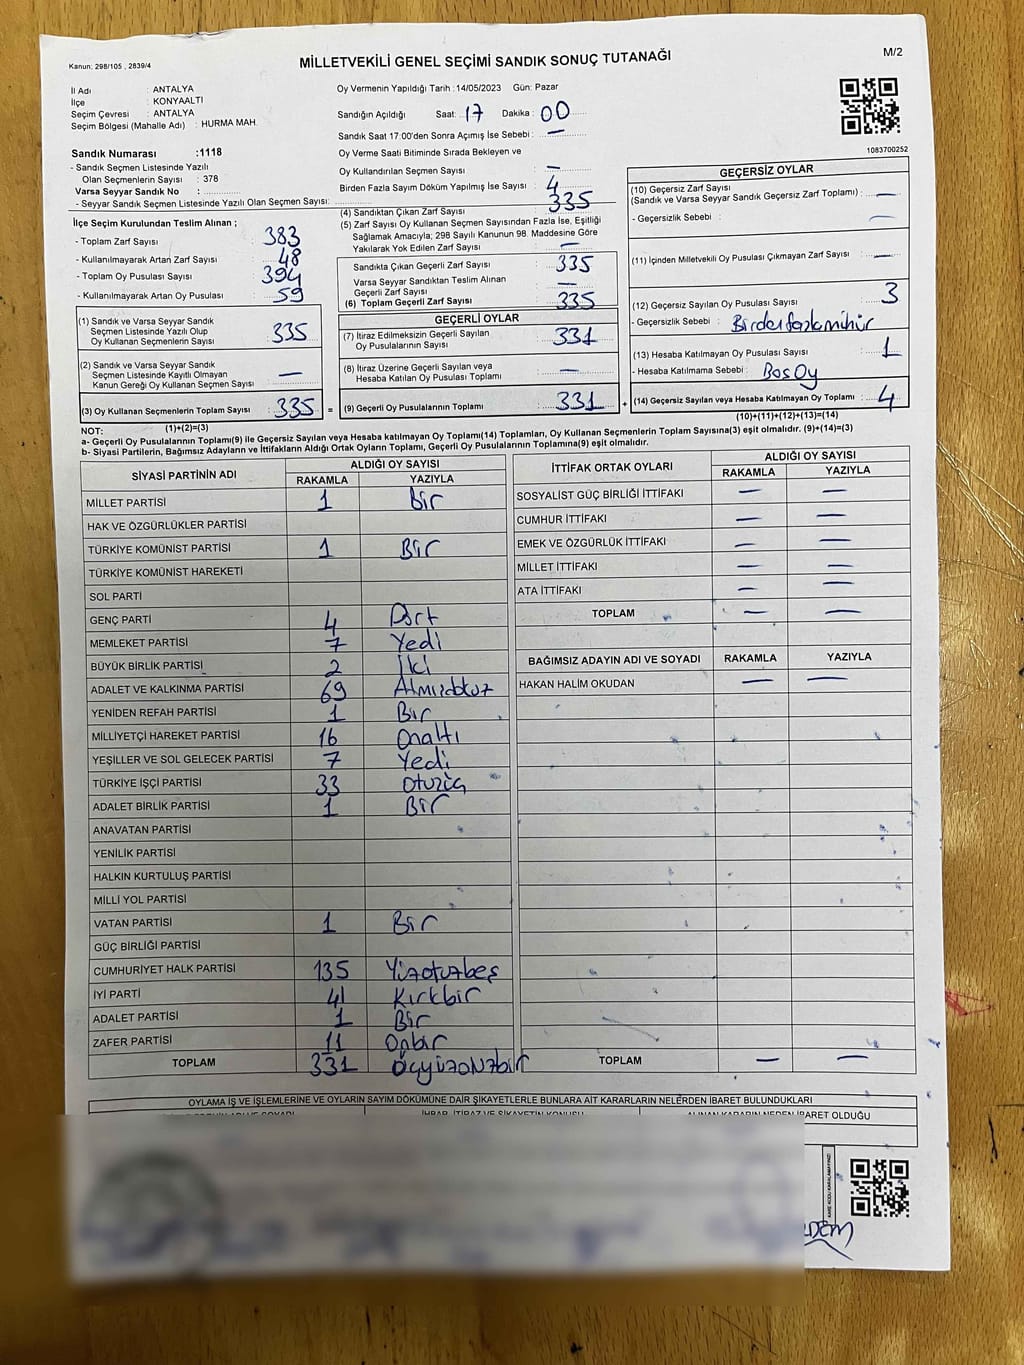 Kanun; 298/105 , 2839/4
MİLLETVEKİLİ GENEL SEÇİMİ SANDIK SONUÇ TUTANAĞI
M/2
İl Adı : ANTALYA
İlçe : KONYAALTI
Seçim Çevresi : ANTALYA
Seçim Bölgesi (Mahalle Adı) : HURMA MAH.
Oy Vermenin Yapıldığı Tarih :14/05/2023 Gün: Pazar
Sandığın Açıldığı Saat: 17 Dakika : 00
Sandık Saat 17:00'den Sonra Açımış İse Sebebi : —
Oy Verme Saati Bitiminde Sırada Bekleyen ve
Oy Kullandırılan Seçmen Sayısı : —
Birden Fazla Sayım Döküm Yapılmış İse Sayısı : 4
1083700252
Sandık Numarası :1118
- Sandık Seçmen Listesinde Yazılı
Olan Seçmenlerin Sayısı : 378
Varsa Seyyar Sandık No :
- Seyyar Sandık Seçmen Listesinde Yazılı Olan Seçmen Sayısı:
İlçe Seçim Kurulundan Teslim Alınan ;
- Toplam Zarf Sayısı : 383
- Kullanılmayarak Artan Zarf Sayısı : 48
- Toplam Oy Pusulası Sayısı : 394
- Kullanılmayarak Artan Oy Pusulası : 59
(1) Sandık ve Varsa Seyyar Sandık
Seçmen Listesinde Yazılı Olup
Oy Kullanan Seçmenlerin Sayısı : 335
(2) Sandık ve Varsa Seyyar Sandık
Seçmen Listesinde Kayıtlı Olmayan
Kanun Gereği Oy Kullanan Seçmen Sayısı : —
(3) Oy Kullanan Seçmenlerin Toplam Sayısı : 335
(1)+(2)=(3)
(4) Sandıktan Çıkan Zarf Sayısı : 335
(5) Zarf Sayısı Oy Kullanan Seçmen Sayısından Fazla İse, Eşitliği
Sağlamak Amacıyla; 298 Sayılı Kanunun 98. Maddesine Göre
Yakılarak Yok Edilen Zarf Sayısı : —
Sandıkta Çıkan Geçerli Zarf Sayısı : 335
Varsa Seyyar Sandıktan Teslim Alınan
Geçerli Zarf Sayısı : —
(6) Toplam Geçerli Zarf Sayısı : 335
GEÇERLİ OYLAR
(7) İtiraz Edilmeksizin Geçerli Sayılan
Oy Pusulalarının Sayısı : 331
(8) İtiraz Üzerine Geçerli Sayılan veya
Hesaba Katılan Oy Pusulası Toplamı : —
= (9) Geçerli Oy Pusulalarının Toplamı : 331
GEÇERSİZ OYLAR
(10) Geçersiz Zarf Sayısı
(Sandık ve Varsa Seyyar Sandık Geçersiz Zarf Toplamı) : —
- Geçersizlik Sebebi : —
(11) İçinden Milletvekili Oy Pusulası Çıkmayan Zarf Sayısı : —
(12) Geçersiz Sayılan Oy Pusulası Sayısı : 3
- Geçersizlik Sebebi : Birden fazla mühür
(13) Hesaba Katılmayan Oy Pusulası Sayısı : 1
- Hesaba Katılmama Sebebi : Boş Oy
+ (14) Geçersiz Sayılan veya Hesaba Katılmayan Oy Toplamı : 4
(10)+(11)+(12)+(13)=(14)
NOT:
a- Geçerli Oy Pusulalarının Toplamı(9) ile Geçersiz Sayılan veya Hesaba katılmayan Oy Toplamı(14) Toplamları, Oy Kullanan Seçmenlerin Toplam Sayısına(3) eşit olmalıdır. (9)+(14)=(3)
b- Siyasi Partilerin, Bağımsız Adayların ve İttifakların Aldığı Ortak Oyların Toplamı, Geçerli Oy Pusulalarının Toplamına(9) eşit olmalıdır.
SİYASİ PARTİNİN ADI ALDIĞI OY SAYISI
RAKAMLA YAZIYLA
MİLLET PARTİSİ 1 Bir
HAK VE ÖZGÜRLÜKLER PARTİSİ
TÜRKİYE KOMÜNİST PARTİSİ 1 Bir
TÜRKİYE KOMÜNİST HAREKETİ
SOL PARTİ
GENÇ PARTİ 4 Dört
MEMLEKET PARTİSİ 7 Yedi
BÜYÜK BİRLİK PARTİSİ 2 İki
ADALET VE KALKINMA PARTİSİ 69 Atmışdokuz
YENİDEN REFAH PARTİSİ 1 Bir
MİLLİYETÇİ HAREKET PARTİSİ 16 Onaltı
YEŞİLLER VE SOL GELECEK PARTİSİ 7 Yedi
TÜRKİYE İŞÇİ PARTİSİ 33 Otuzüç
ADALET BİRLİK PARTİSİ 1 Bir
ANAVATAN PARTİSİ
YENİLİK PARTİSİ
HALKIN KURTULUŞ PARTİSİ
MİLLİ YOL PARTİSİ
VATAN PARTİSİ 1 Bir
GÜÇ BİRLİĞİ PARTİSİ
CUMHURİYET HALK PARTİSİ 135 Yüzotuzbeş
İYİ PARTİ 41 Kırkbir
ADALET PARTİSİ 1 Bir
ZAFER PARTİSİ 11 Onbir
TOPLAM 331 Üçyüzotuzbir
İTTİFAK ORTAK OYLARI ALDIĞI OY SAYISI
RAKAMLA YAZIYLA
SOSYALİST GÜÇ BİRLİĞİ İTTİFAKI — —
CUMHUR İTTİFAKI — —
EMEK VE ÖZGÜRLÜK İTTİFAKI — —
MİLLET İTTİFAKI — —
ATA İTTİFAKI — —
TOPLAM — —
BAĞIMSIZ ADAYIN ADI VE SOYADI RAKAMLA YAZIYLA
HAKAN HALİM OKUDAN — —
TOPLAM — —
OYLAMA İŞ VE İŞLEMLERİNE VE OYLARIN SAYIM DÖKÜMÜNE DAİR ŞİKAYETLERLE BUNLARA AİT KARARLARIN NELERDEN İBARET BULUNDUKLARI
İHBAR, İTİRAZ VE ŞİKAYETİN KONUSU ALINAN KARARIN NEDEN İBARET OLDUĞU